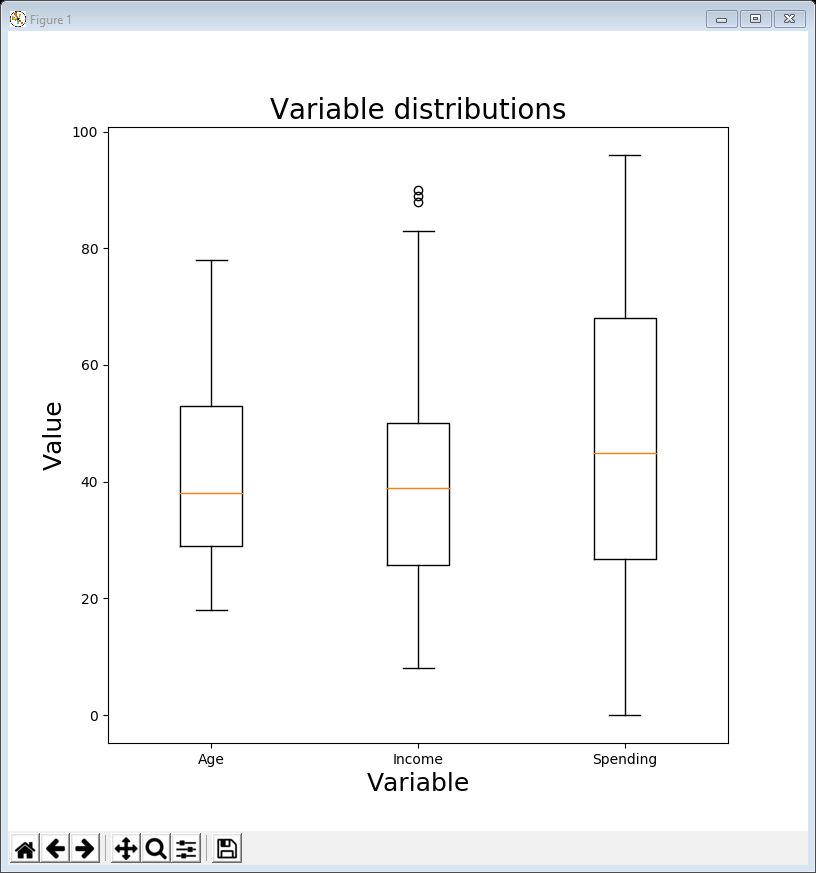 Figure 1
Variable distributions
100
80
60
40
20
0
Value
Age Income Spending
Variable